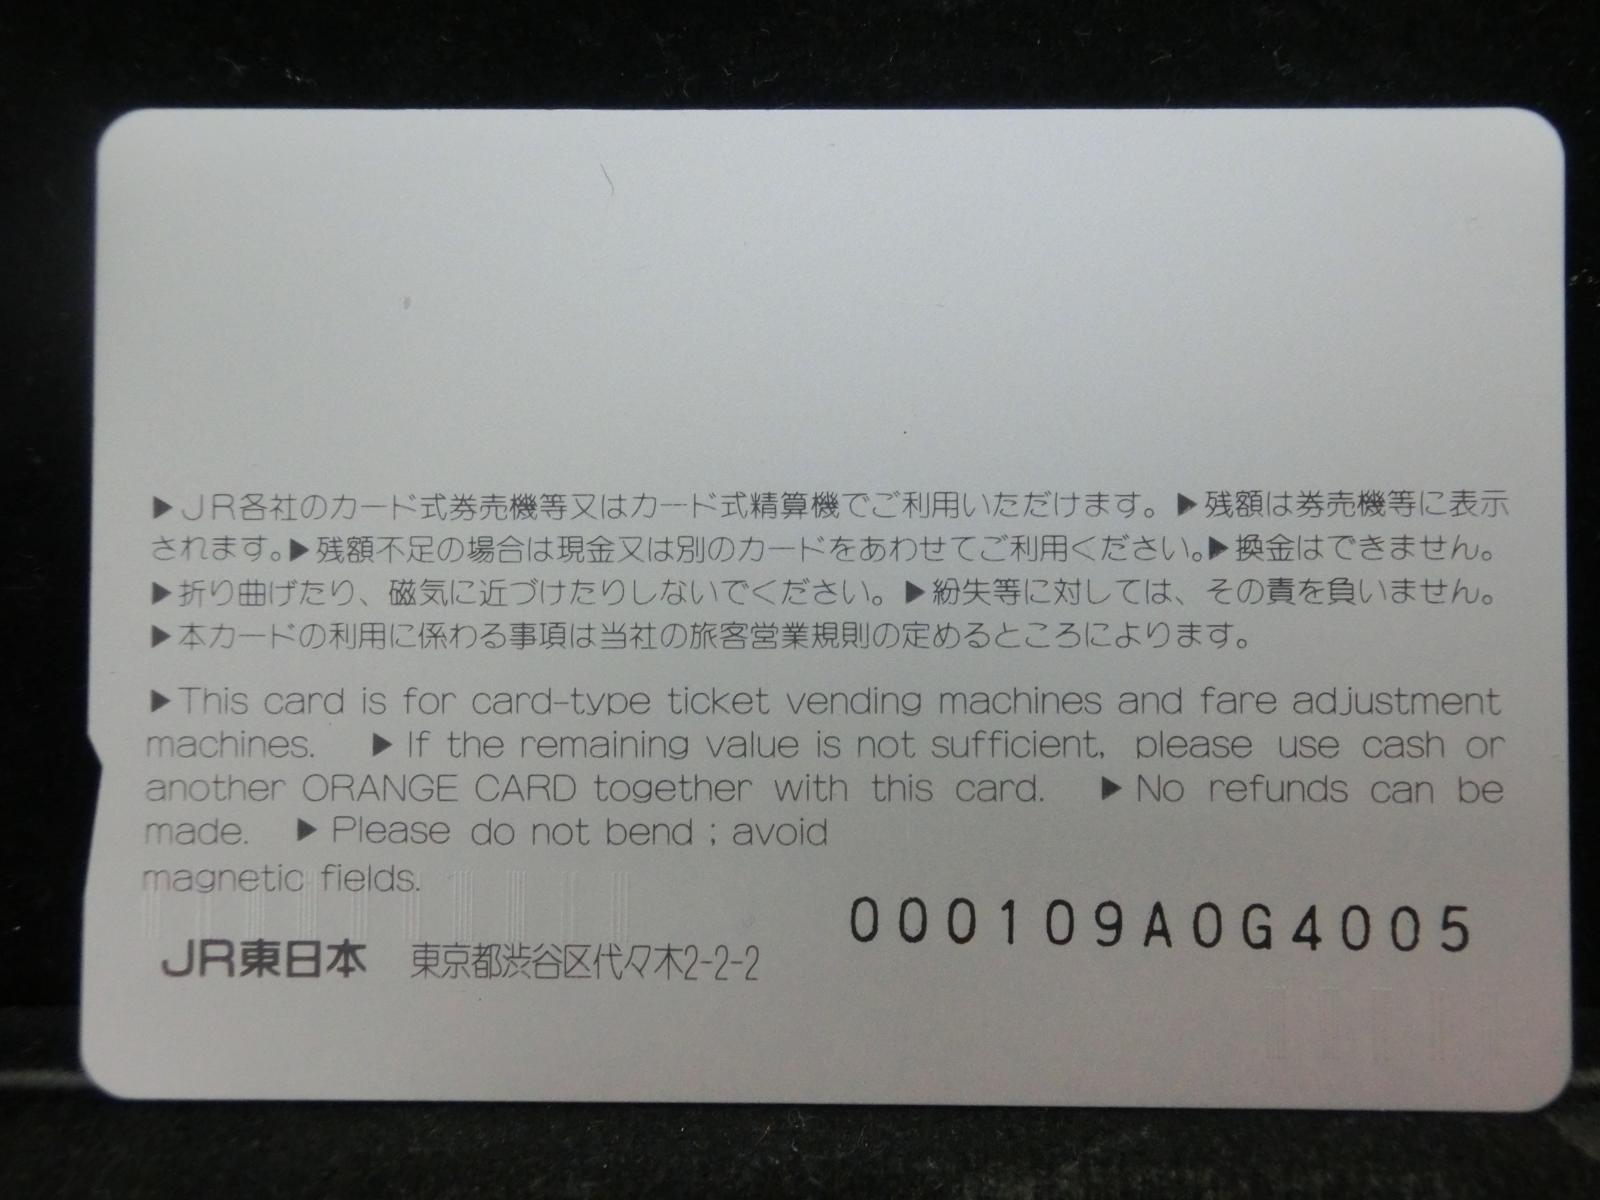 ▶JR各社のカード式券売機等又はカード式精算機でご利用いただけます。▶残額は券売機等に表示
されます。▶残額不足の場合は現金又は別のカードをあわせてご利用ください。▶換金はできません。
▶折り曲げたり、磁気に近づけたりしないでください。▶紛失等に対しては、その責を負いません。
▶本カードの利用に係わる事項は当社の旅客営業規則の定めるところによります。
▶This card is for card-type ticket vending machines and fare adjustment
machines. ▶If the remaining value is not sufficient, please use cash or
another ORANGE CARD together with this card. ▶No refunds can be
made. ▶Please do not bend ; avoid
magnetic fields.
000109A0G4005
JR東日本 東京都渋谷区代々木2-2-2